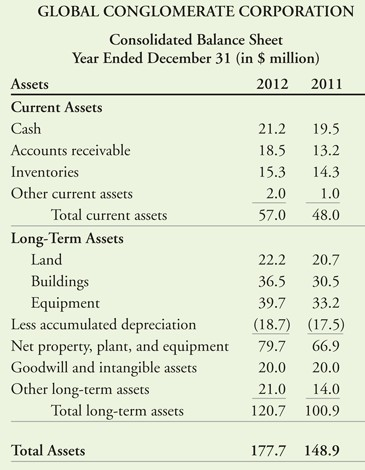 GLOBAL CONGLOMERATE CORPORATION
Consolidated Balance Sheet
Year Ended December 31 (in $ million)
Assets 2012 2011
Current Assets
Cash 21.2 19.5
Accounts receivable 18.5 13.2
Inventories 15.3 14.3
Other current assets 2.0 1.0
Total current assets 57.0 48.0
Long-Term Assets
Land 22.2 20.7
Buildings 36.5 30.5
Equipment 39.7 33.2
Less accumulated depreciation (18.7) (17.5)
Net property, plant, and equipment 79.7 66.9
Goodwill and intangible assets 20.0 20.0
Other long-term assets 21.0 14.0
Total long-term assets 120.7 100.9
Total Assets 177.7 148.9